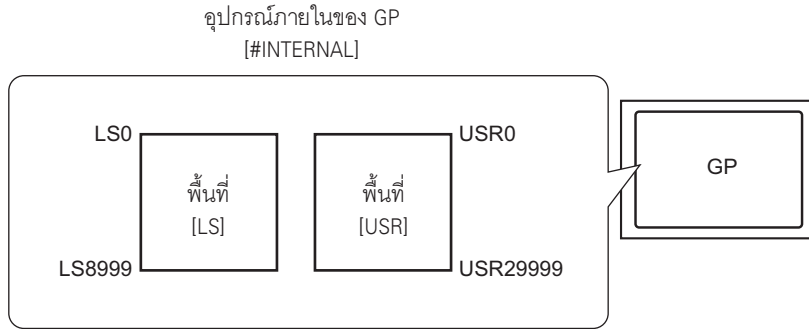 อุปกรณ์ภายในของ GP
[#INTERNAL]
LS0
USR0
พื้นที่
[LS]
พื้นที่
[USR]
GP
LS8999
USR29999